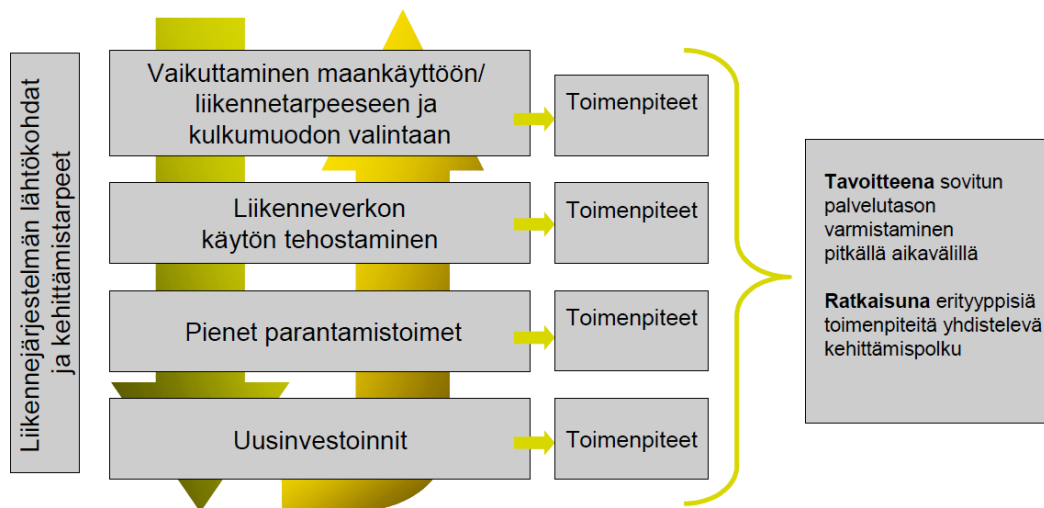 Liikennejärjestelmän lähtökohdat
ja kehittämistarpeet
Vaikuttaminen maankäyttöön/
liikennetarpeeseen ja
kulkumuodon valintaan
Toimenpiteet
Liikenneverkon
käytön tehostaminen
Toimenpiteet
Pienet parantamistoimet
Toimenpiteet
Uusinvestoinnit
Toimenpiteet
Tavoitteena sovitun
palvelutason
varmistaminen
pitkällä aikavälillä
Ratkaisuna erityyppisiä
toimenpiteitä yhdistelevä
kehittämispolku